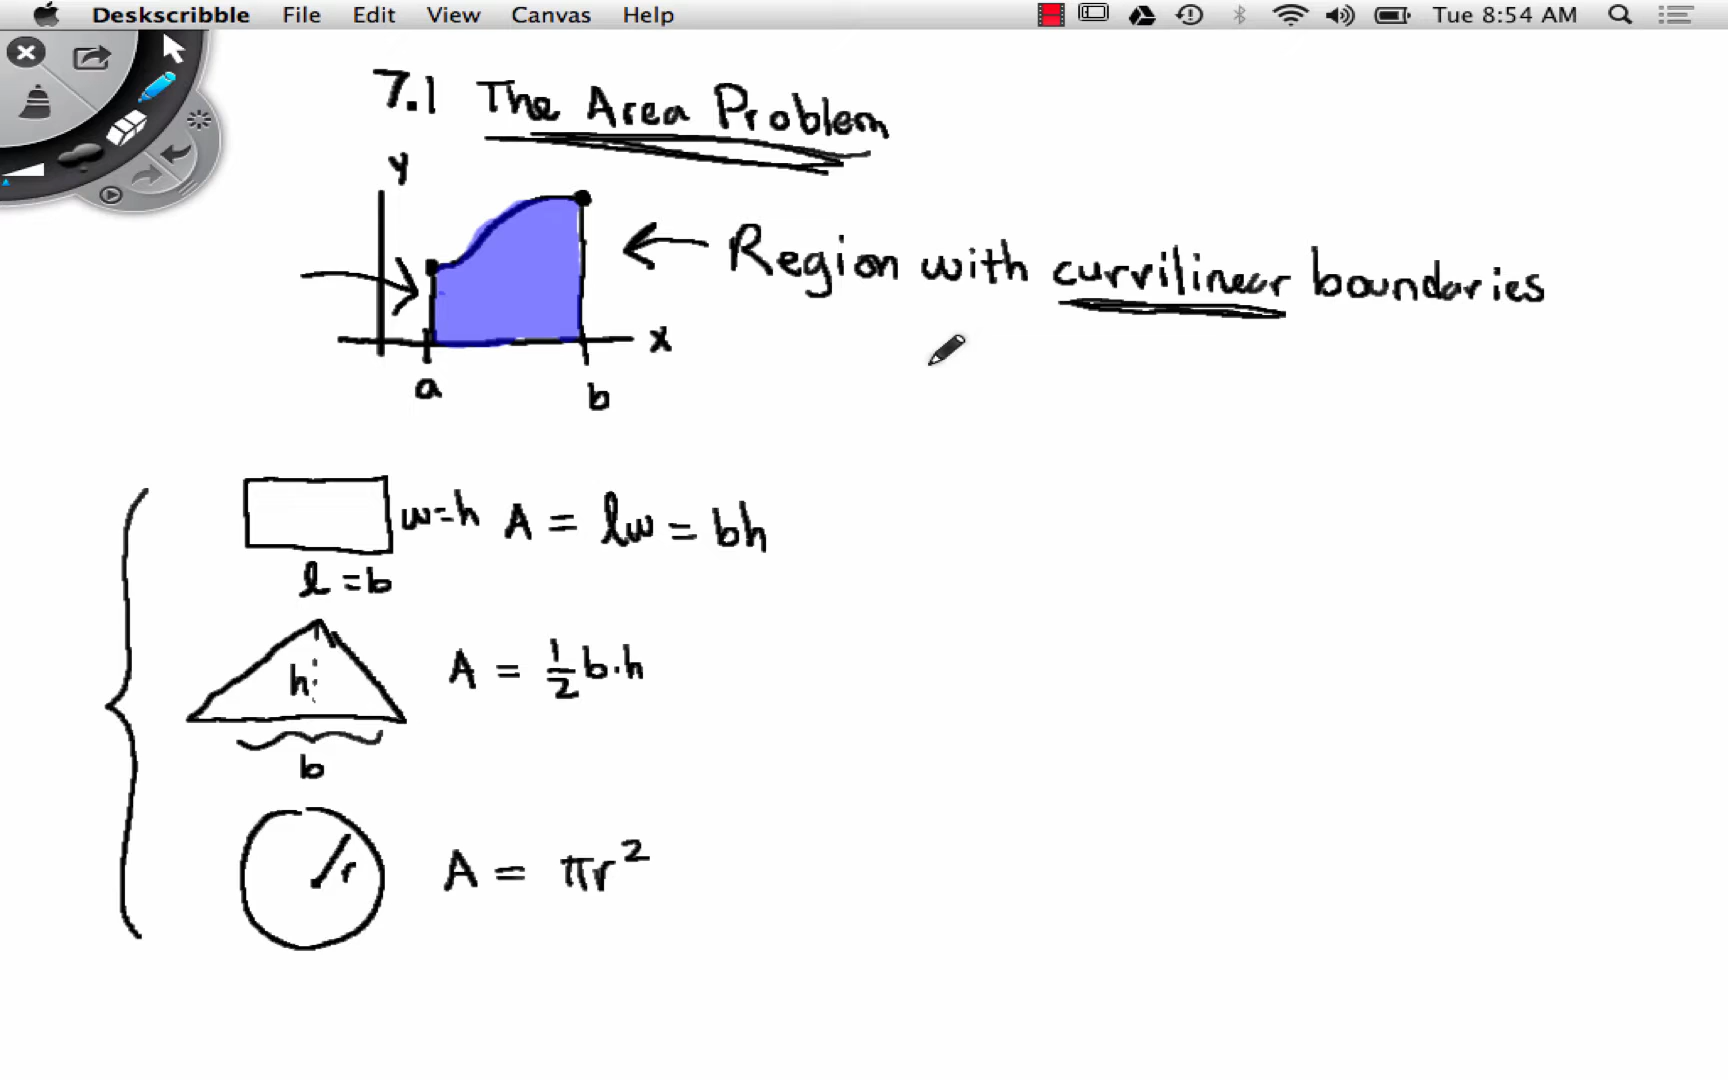 Deskscribble File Edit View Canvas Help Tue 8:54 AM
7.1 The Area Problem
y
Region with curvilinear boundaries
x
a b
w=h A = lw = bh
l = b
h A = 1/2 b·h
b
r A = πr²